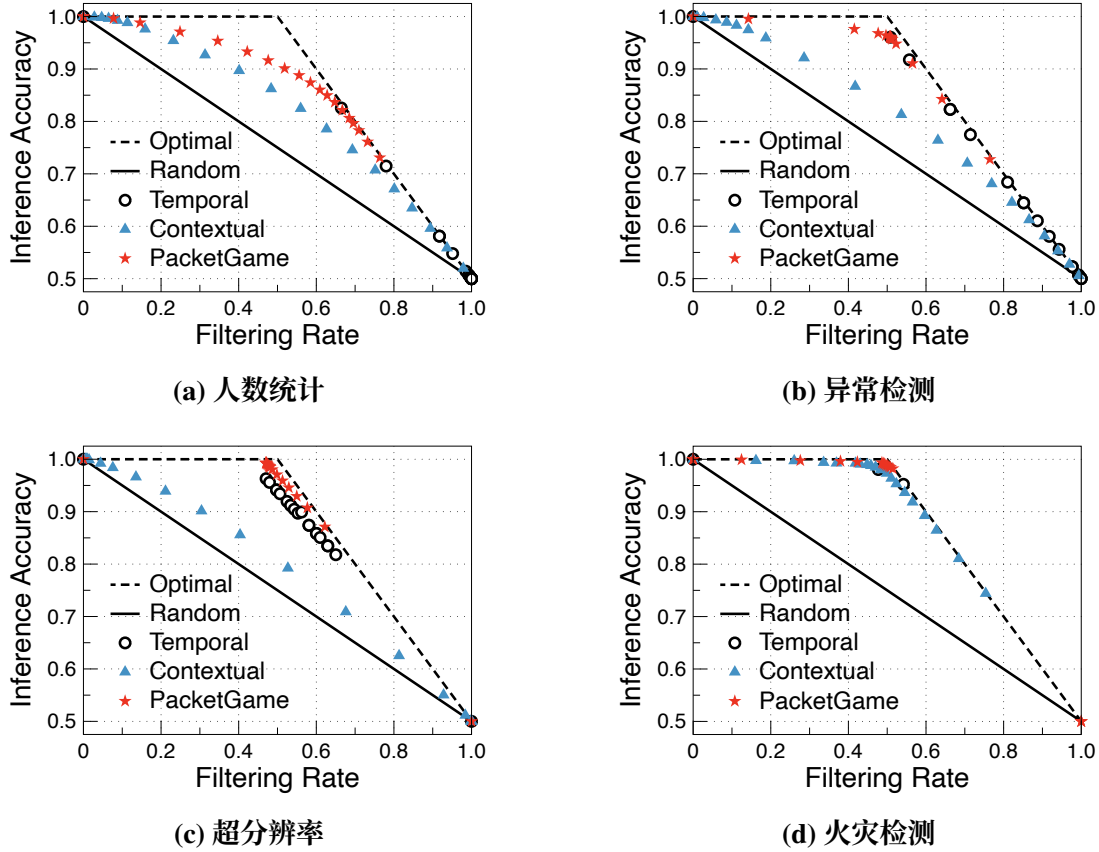 Inference Accuracy
1.0
0.9
0.8
0.7
0.6
0.5
Optimal
Random
Temporal
Contextual
PacketGame
0 0.2 0.4 0.6 0.8 1.0
Filtering Rate
(a) 人数统计
Inference Accuracy
1.0
0.9
0.8
0.7
0.6
0.5
Optimal
Random
Temporal
Contextual
PacketGame
0 0.2 0.4 0.6 0.8 1.0
Filtering Rate
(b) 异常检测
Inference Accuracy
1.0
0.9
0.8
0.7
0.6
0.5
Optimal
Random
Temporal
Contextual
PacketGame
0 0.2 0.4 0.6 0.8 1.0
Filtering Rate
(c) 超分辨率
Inference Accuracy
1.0
0.9
0.8
0.7
0.6
0.5
Optimal
Random
Temporal
Contextual
PacketGame
0 0.2 0.4 0.6 0.8 1.0
Filtering Rate
(d) 火灾检测